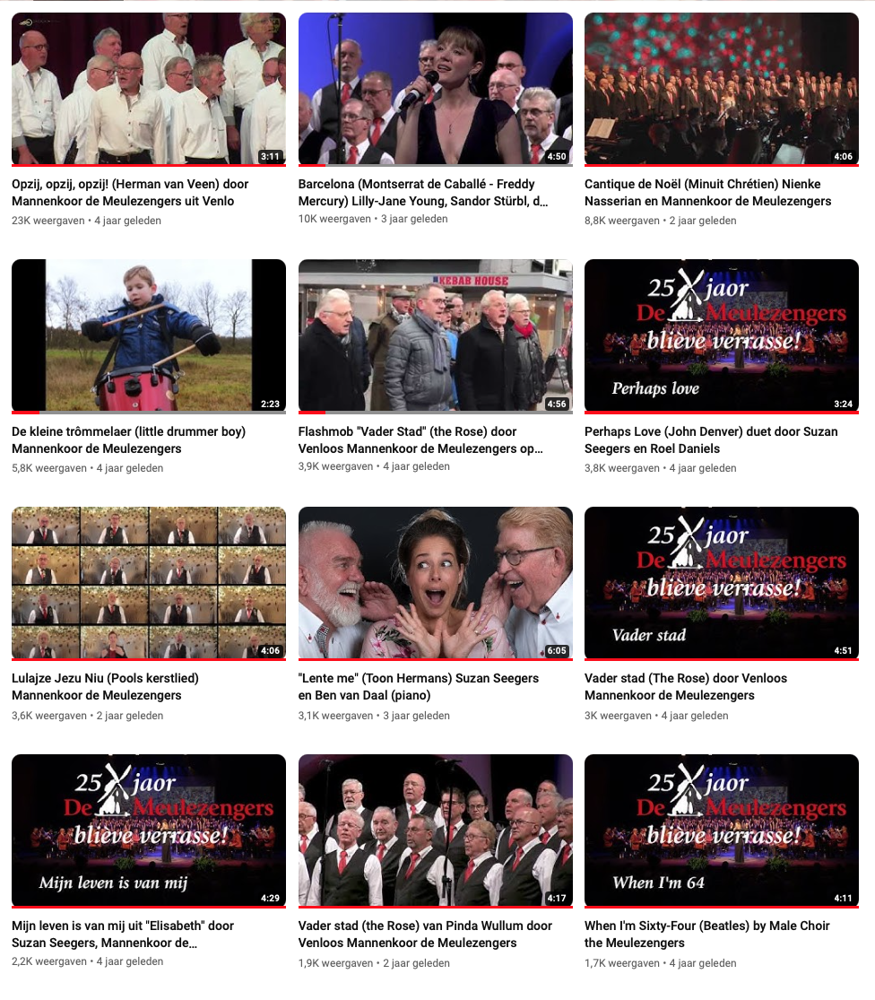 3:11
4:50
4:06
Opzij, opzij, opzij! (Herman van Veen) door
Mannenkoor de Meulezengers uit Venlo
23K weergaven • 4 jaar geleden
Barcelona (Montserrat de Caballé - Freddy
Mercury) Lilly-Jane Young, Sandor Stürbl, d...
10K weergaven • 3 jaar geleden
Cantique de Noël (Minuit Chrétien) Nienke
Nasserian en Mannenkoor de Meulezengers
8,8K weergaven • 2 jaar geleden
2:23
KEBAB HOUSE
4:56
25 jaor
De Meulezengers
blieve verrasse!
Perhaps love
3:24
De kleine trômmelaer (little drummer boy)
Mannenkoor de Meulezengers
5,8K weergaven • 4 jaar geleden
Flashmob "Vader Stad" (the Rose) door
Venloos Mannenkoor de Meulezengers op...
3,9K weergaven • 4 jaar geleden
Perhaps Love (John Denver) duet door Suzan
Seegers en Roel Daniels
3,8K weergaven • 4 jaar geleden
4:06
6:05
25 jaor
De Meulezengers
blieve verrasse!
Vader stad
4:51
Lulajze Jezu Niu (Pools kerstlied)
Mannenkoor de Meulezengers
3,6K weergaven • 2 jaar geleden
"Lente me" (Toon Hermans) Suzan Seegers
en Ben van Daal (piano)
3,1K weergaven • 3 jaar geleden
Vader stad (The Rose) door Venloos
Mannenkoor de Meulezengers
3K weergaven • 4 jaar geleden
25 jaor
De Meulezengers
blieve verrasse!
Mijn leven is van mij
4:29
4:17
25 jaor
De Meulezengers
blieve verrasse!
When I'm 64
4:11
Mijn leven is van mij uit "Elisabeth" door
Suzan Seegers, Mannenkoor de...
2,2K weergaven • 4 jaar geleden
Vader stad (the Rose) van Pinda Wullum door
Venloos Mannenkoor de Meulezengers
1,9K weergaven • 2 jaar geleden
When I'm Sixty-Four (Beatles) by Male Choir
the Meulezengers
1,7K weergaven • 4 jaar geleden